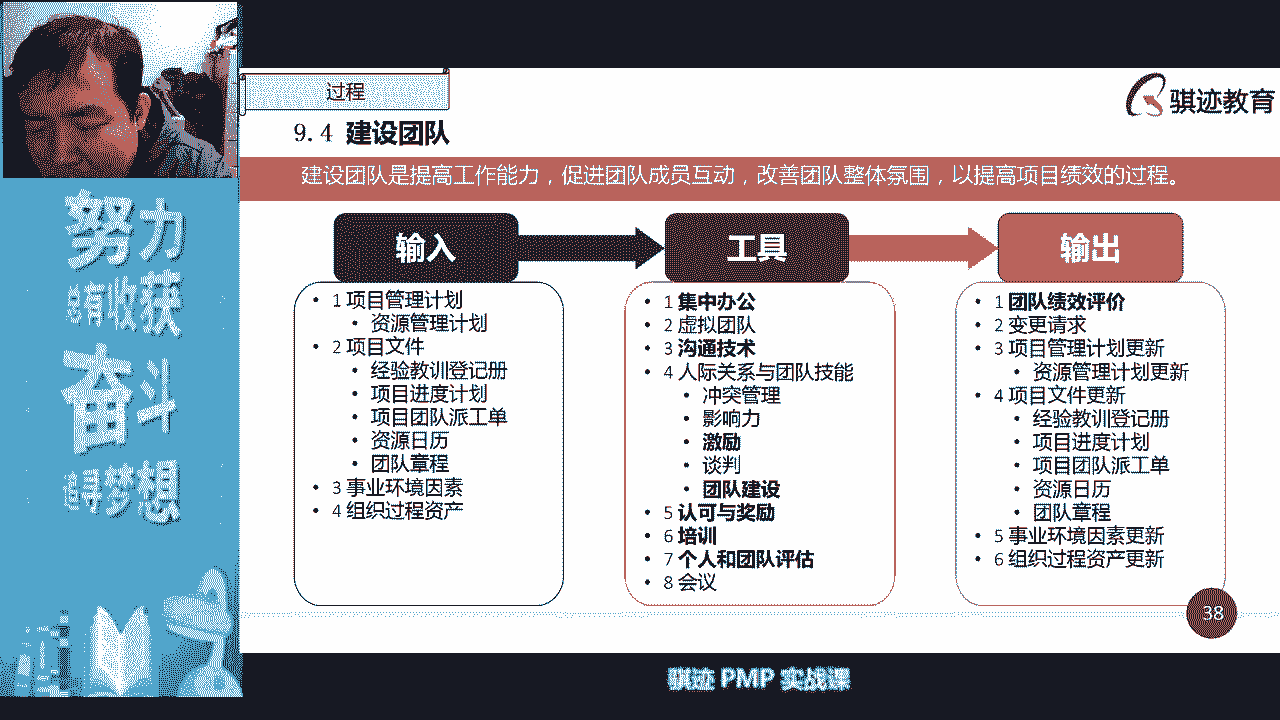 过程
骐迹教育
9.4 建设团队
建设团队是提高工作能力，促进团队成员互动，改善团队整体氛围，以提高项目绩效的过程。
努力
总有收获
奋斗
追寻梦想
输入
• 1 项目管理计划
• 资源管理计划
• 2 项目文件
• 经验教训登记册
• 项目进度计划
• 项目团队派工单
• 资源日历
• 团队章程
• 3 事业环境因素
• 4 组织过程资产
工具
• 1 集中办公
• 2 虚拟团队
• 3 沟通技术
• 4 人际关系与团队技能
• 冲突管理
• 影响力
• 激励
• 谈判
• 团队建设
• 5 认可与奖励
• 6 培训
• 7 个人和团队评估
• 8 会议
输出
• 1 团队绩效评价
• 2 变更请求
• 3 项目管理计划更新
• 资源管理计划更新
• 4 项目文件更新
• 经验教训登记册
• 项目进度计划
• 项目团队派工单
• 资源日历
• 团队章程
• 5 事业环境因素更新
• 6 组织过程资产更新
38
骐迹 PMP 实战课